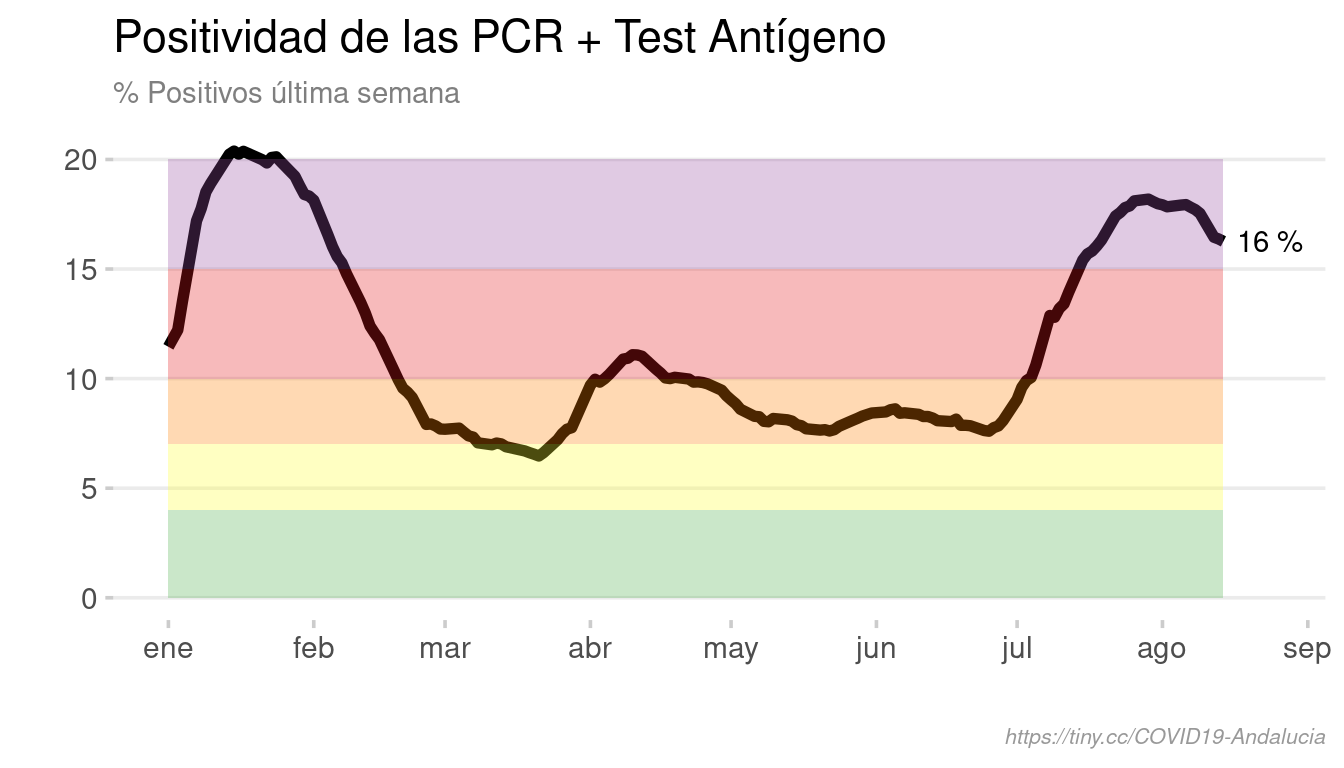 Positividad de las PCR + Test Antígeno
% Positivos última semana
20
15
10
5
0
16 %
ene feb mar abr may jun jul ago sep
https://tiny.cc/COVID19-Andalucia